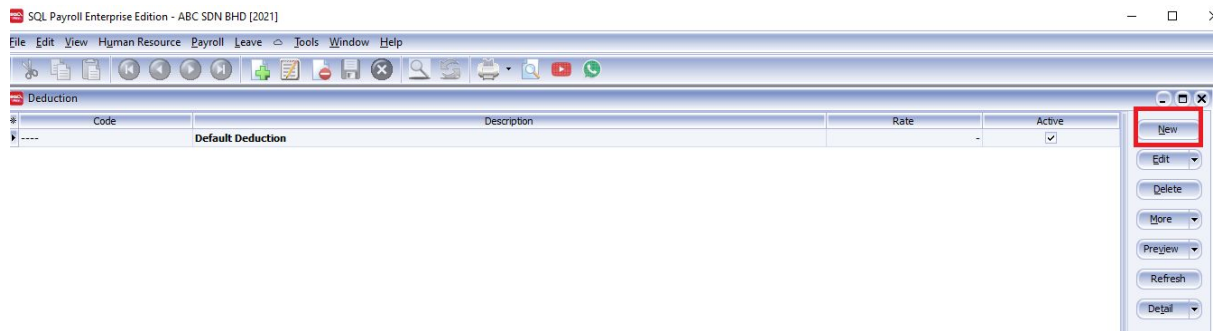 SQL Payroll Enterprise Edition - ABC SDN BHD [2021]
File Edit View Human Resource Payroll Leave Tools Window Help
Deduction
Code Description Rate Active
---- Default Deduction -
New
Edit
Delete
More
Preview
Refresh
Detail